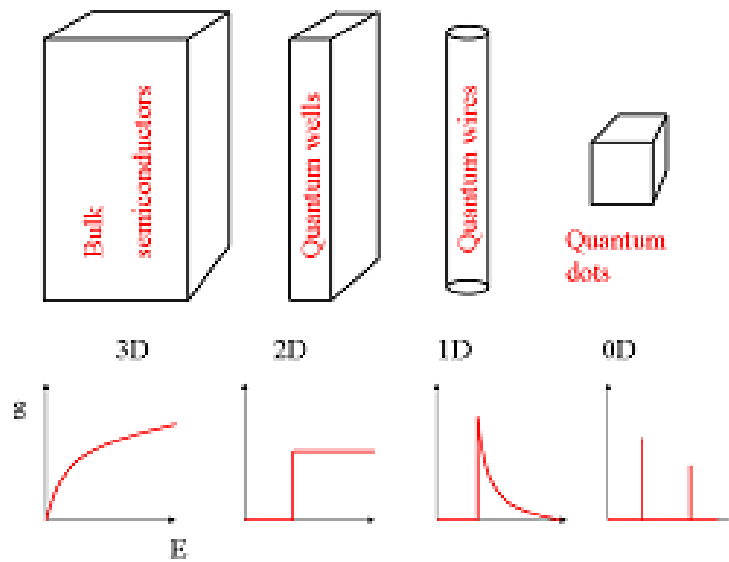 Bulk
semiconductors
Quantum wells
Quantum wires
Quantum
dots
3D
2D
1D
0D
g
E